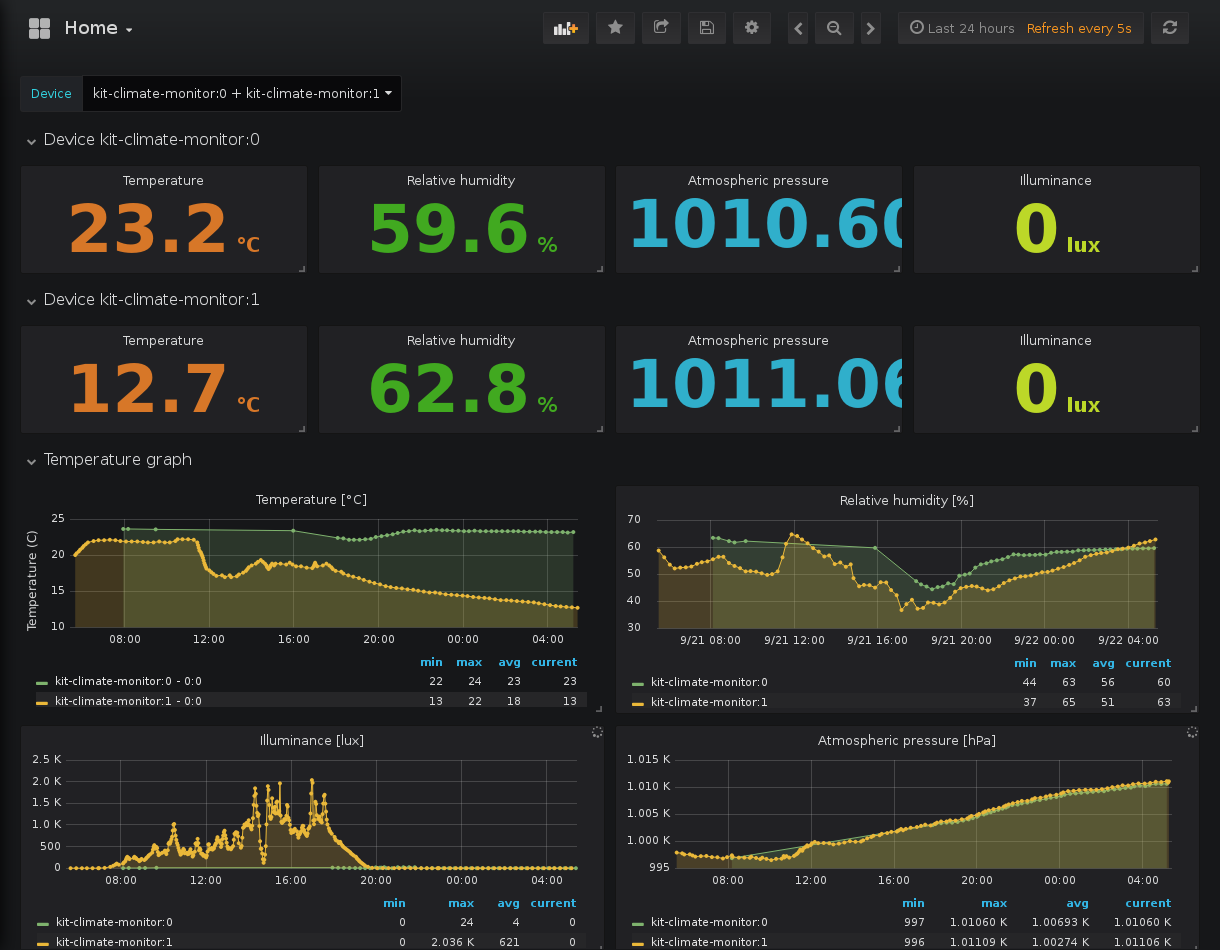 Home
Last 24 hours Refresh every 5s
Device kit-climate-monitor:0 + kit-climate-monitor:1
Device kit-climate-monitor:0
Temperature Relative humidity Atmospheric pressure Illuminance
23.2 °C 59.6 % 1010.60 0 lux
Device kit-climate-monitor:1
Temperature Relative humidity Atmospheric pressure Illuminance
12.7 °C 62.8 % 1011.06 0 lux
Temperature graph
Temperature [°C]
Temperature (C)
25
20
15
10
08:00 12:00 16:00 20:00 00:00 04:00
min max avg current
kit-climate-monitor:0 - 0:0 22 24 23 23
kit-climate-monitor:1 - 0:0 13 22 18 13
Relative humidity [%]
70
60
50
40
30
9/21 08:00 9/21 12:00 9/21 16:00 9/21 20:00 9/22 00:00 9/22 04:00
min max avg current
kit-climate-monitor:0 44 63 56 60
kit-climate-monitor:1 37 65 51 63
Illuminance [lux]
2.5 K
2.0 K
1.5 K
1.0 K
500
0
08:00 12:00 16:00 20:00 00:00 04:00
min max avg current
kit-climate-monitor:0 0 24 4 0
kit-climate-monitor:1 0 2.036 K 621 0
Atmospheric pressure [hPa]
1.015 K
1.010 K
1.005 K
1.000 K
995
08:00 12:00 16:00 20:00 00:00 04:00
min max avg current
kit-climate-monitor:0 997 1.01060 K 1.00693 K 1.01060 K
kit-climate-monitor:1 996 1.01109 K 1.00274 K 1.01106 K